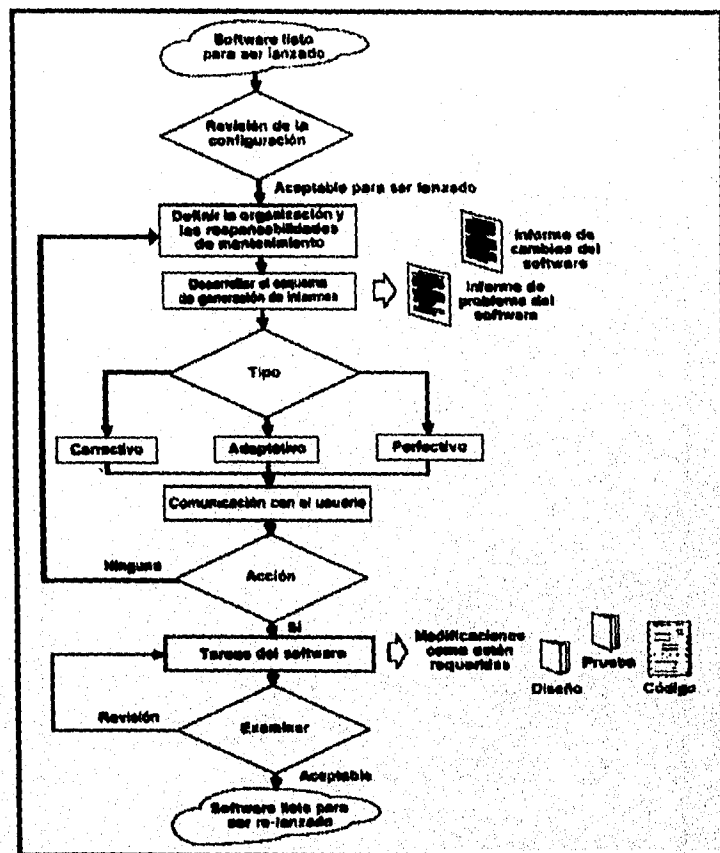 Software listo
para ser lanzado
Revisión de la
configuración
Aceptable para ser lanzado
Definir la organización y
las responsabilidades
de mantenimiento
Informe de
cambios del
software
Desarrollar el esquema
de generación de informes
Informe de
problema del
software
Tipo
Correctivo
Adaptativo
Perfectivo
Comunicación con el usuario
Ninguna
Acción
Sí
Tareas del software
Modificaciones
como están
requeridas
Diseño
Prueba
Código
Revisión
Examinar
Aceptable
Software listo para
ser re-lanzado